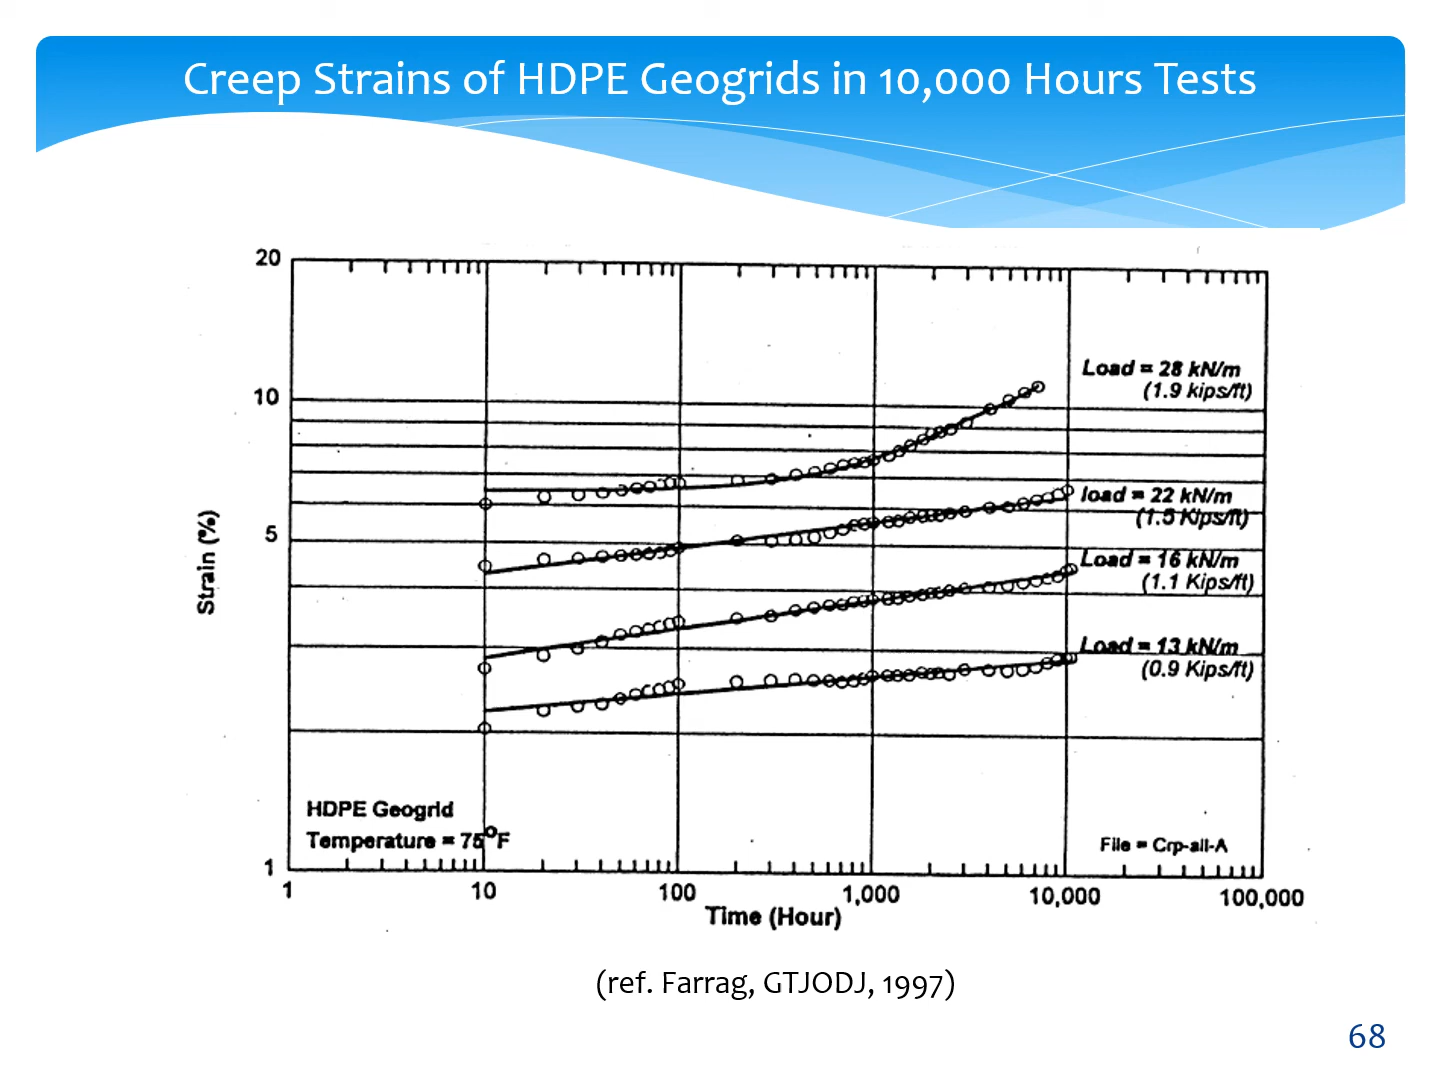 Creep Strains of HDPE Geogrids in 10,000 Hours Tests
20
10
5
1
Strain (%)
Load = 28 kN/m
(1.9 kips/ft)
load = 22 kN/m
(1.5 Kips/ft)
Load = 16 kN/m
(1.1 Kips/ft)
Load = 13 kN/m
(0.9 Kips/ft)
HDPE Geogrid
Temperature = 75°F
File = Crp-all-A
1 10 100 1,000 10,000 100,000
Time (Hour)
(ref. Farrag, GTJODJ, 1997)
68